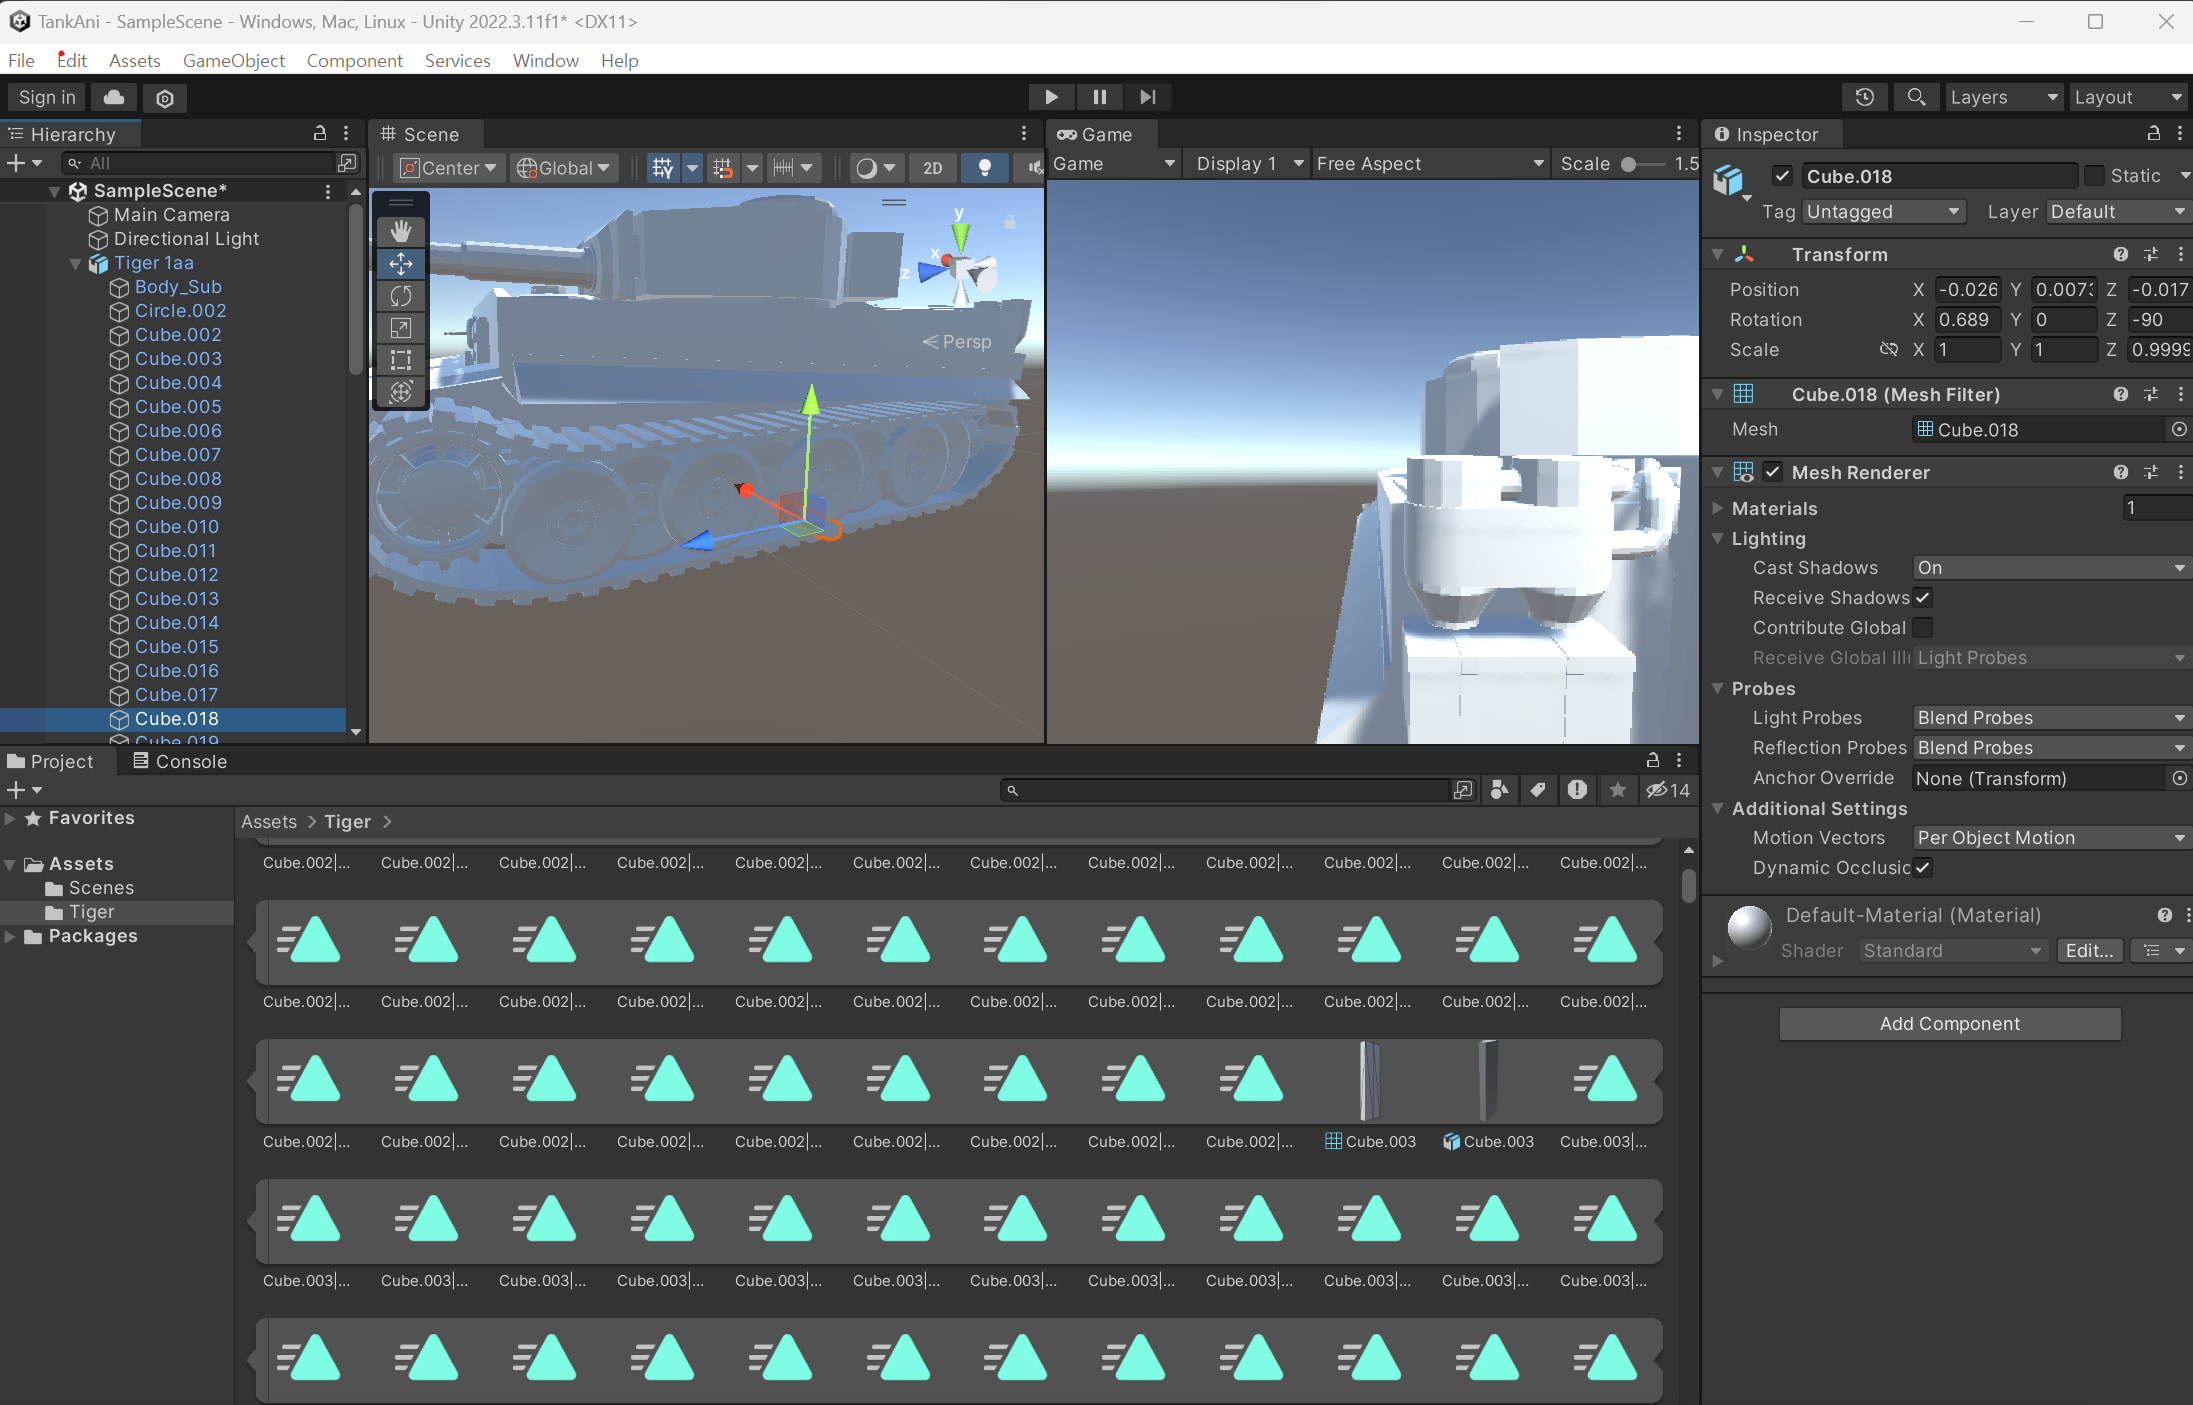 TankAni - SampleScene - Windows, Mac, Linux - Unity 2022.3.11f1* <DX11>
File Edit Assets GameObject Component Services Window Help
Sign in
Layers
Layout
Hierarchy
All
SampleScene*
Main Camera
Directional Light
Tiger 1aa
Body_Sub
Circle.002
Cube.002
Cube.003
Cube.004
Cube.005
Cube.006
Cube.007
Cube.008
Cube.009
Cube.010
Cube.011
Cube.012
Cube.013
Cube.014
Cube.015
Cube.016
Cube.017
Cube.018
Cube.019
Scene
Center
Global
2D
y
x
z
Persp
Game
Game
Display 1
Free Aspect
Scale
1.5
Inspector
Cube.018
Static
Tag Untagged
Layer Default
Transform
Position X -0.026 Y 0.0073 Z -0.017
Rotation X 0.689 Y 0 Z -90
Scale X 1 Y 1 Z 0.9999
Cube.018 (Mesh Filter)
Mesh Cube.018
Mesh Renderer
Materials 1
Lighting
Cast Shadows On
Receive Shadows
Contribute Global
Receive Global Illu Light Probes
Probes
Light Probes Blend Probes
Reflection Probes Blend Probes
Anchor Override None (Transform)
Additional Settings
Motion Vectors Per Object Motion
Dynamic Occlusic
Default-Material (Material)
Shader Standard Edit...
Add Component
Project
Console
14
Favorites
Assets
Scenes
Tiger
Packages
Assets > Tiger >
Cube.002|... Cube.002|... Cube.002|... Cube.002|... Cube.002|... Cube.002|... Cube.002|... Cube.002|... Cube.002|... Cube.002|... Cube.002|... Cube.002|...
Cube.002|... Cube.002|... Cube.002|... Cube.002|... Cube.002|... Cube.002|... Cube.002|... Cube.002|... Cube.002|... Cube.002|... Cube.002|... Cube.002|...
Cube.002|... Cube.002|... Cube.002|... Cube.002|... Cube.002|... Cube.002|... Cube.002|... Cube.002|... Cube.002|... Cube.003 Cube.003 Cube.003|...
Cube.003|... Cube.003|... Cube.003|... Cube.003|... Cube.003|... Cube.003|... Cube.003|... Cube.003|... Cube.003|... Cube.003|... Cube.003|... Cube.003|...